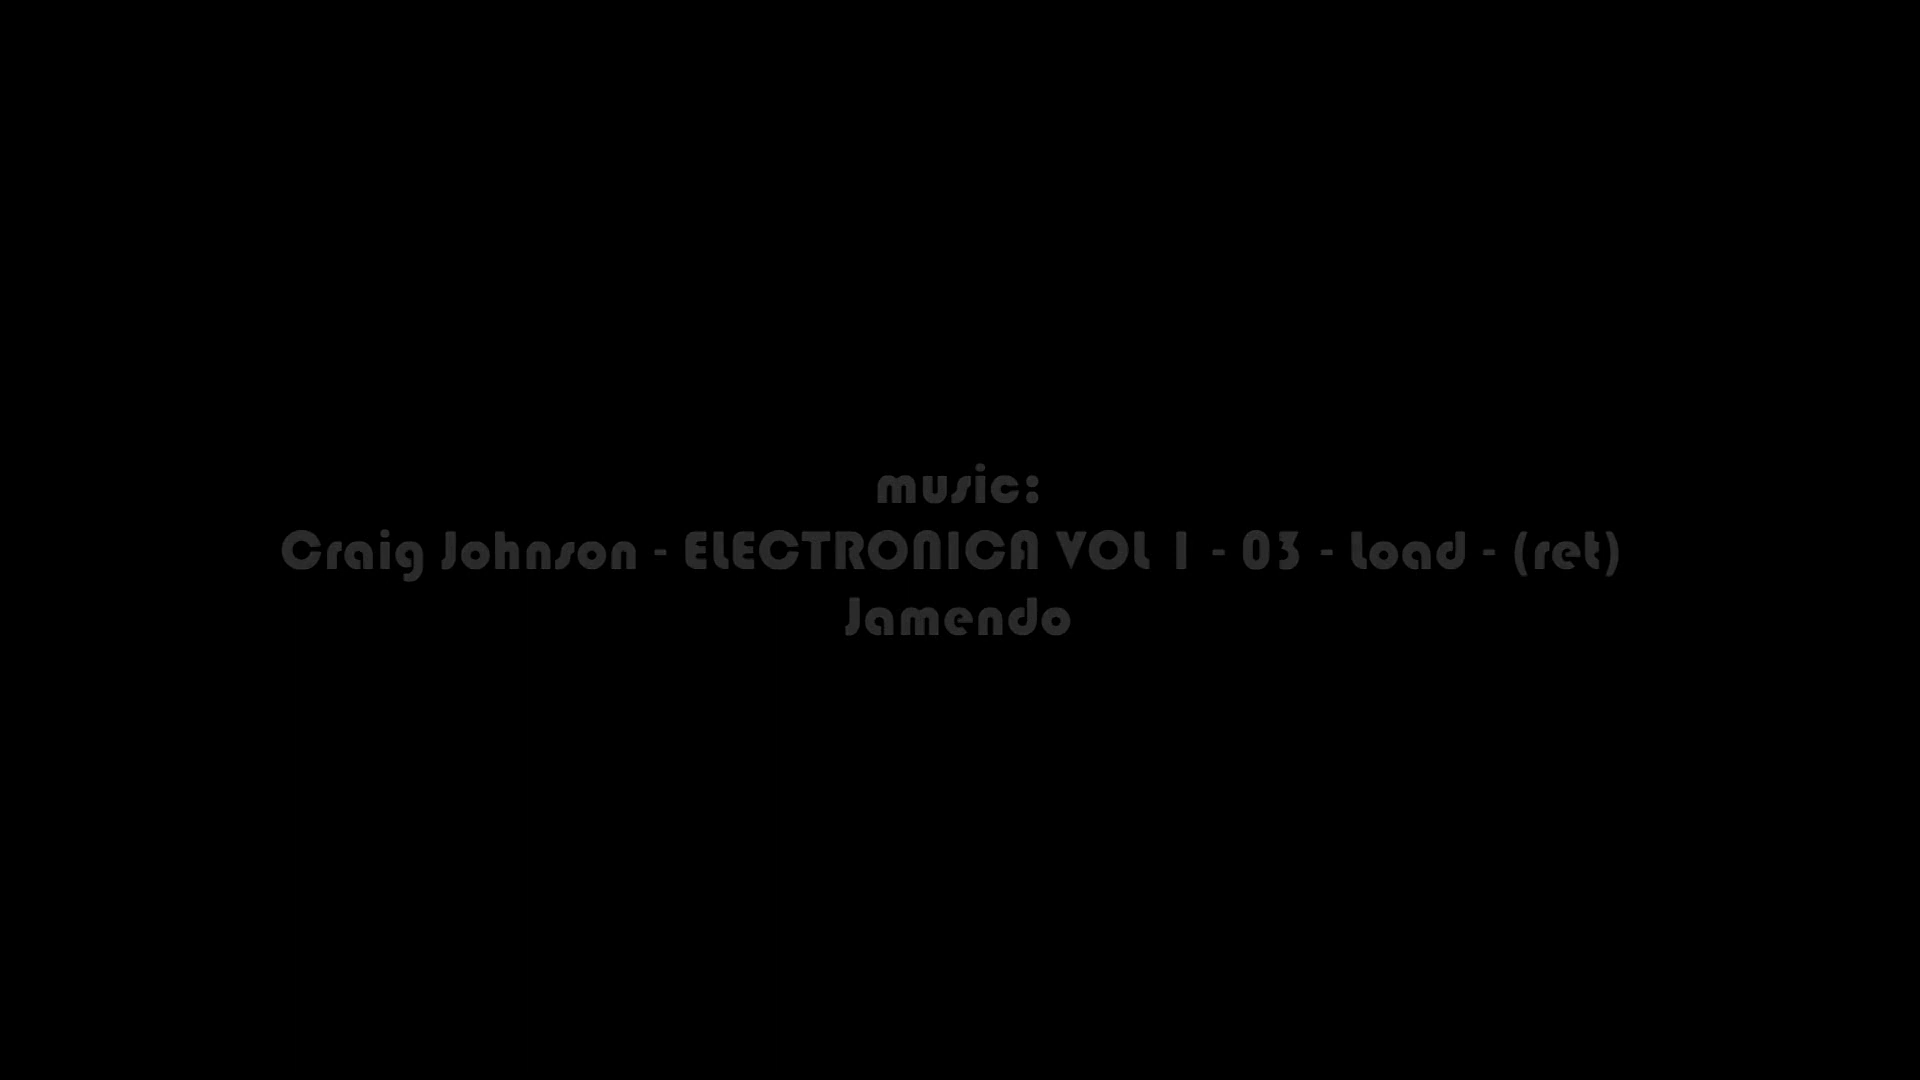 music:
Craig Johnson - ELECTRONICA VOL 1 - 03 - Load - (ret)
Jamendo